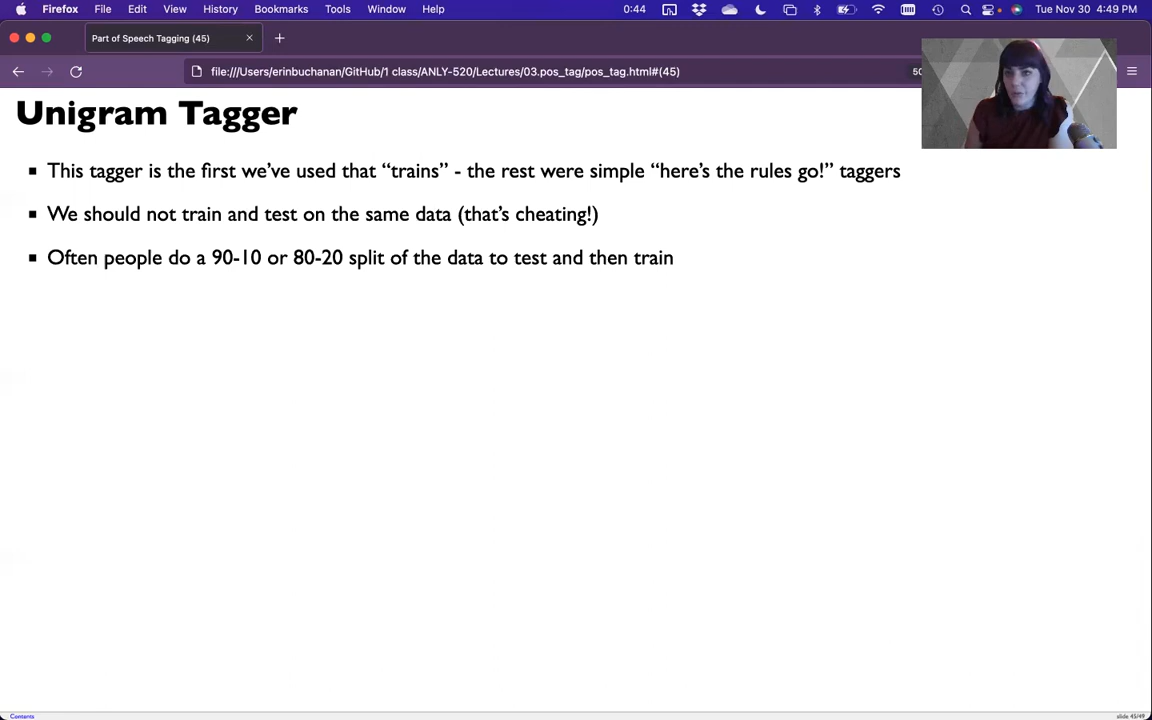 Firefox File Edit View History Bookmarks Tools Window Help 0:44 Tue Nov 30 4:49 PM
Part of Speech Tagging (45)
file:///Users/erinbuchanan/GitHub/1 class/ANLY-520/Lectures/03.pos_tag/pos_tag.html#(45) 50
Unigram Tagger
▪ This tagger is the first we’ve used that “trains” - the rest were simple “here’s the rules go!” taggers
▪ We should not train and test on the same data (that’s cheating!)
▪ Often people do a 90-10 or 80-20 split of the data to test and then train
Contents slide 45/49